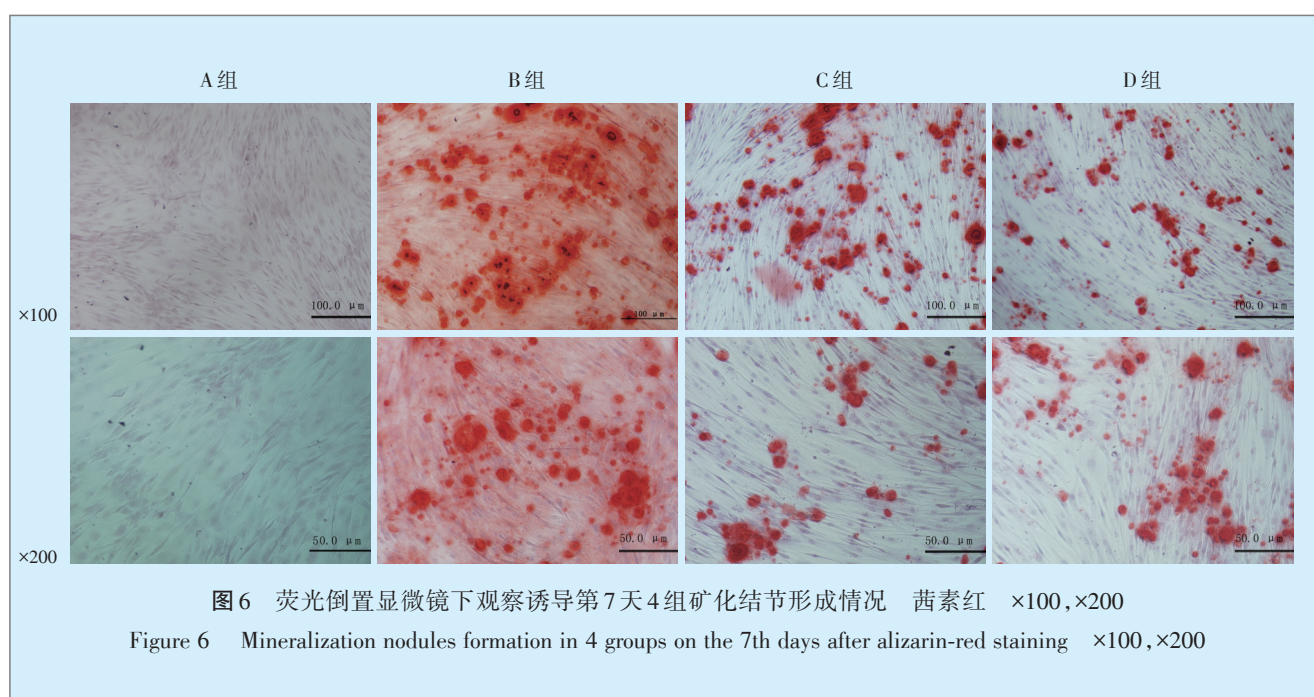 A组 B组 C组 D组
100.0 μm 100 μm 100.0 μm 100.0 μm
×100
50.0 μm 50.0 μm 50.0 μm 50.0 μm
×200
图6 荧光倒置显微镜下观察诱导第7天4组矿化结节形成情况 茜素红 ×100,×200
Figure 6 Mineralization nodules formation in 4 groups on the 7th days after alizarin-red staining ×100,×200